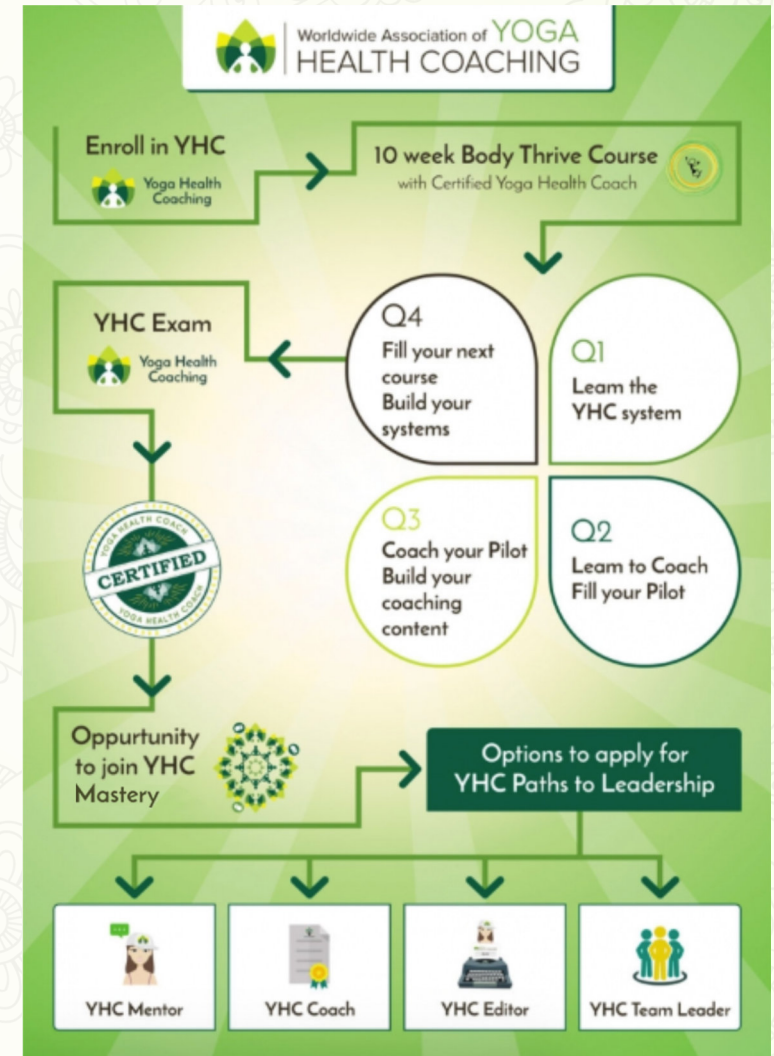 Worldwide Association of YOGA
HEALTH COACHING
Enroll in YHC
Yoga Health
Coaching
10 week Body Thrive Course
with Certified Yoga Health Coach
Q1
Learn the
YHC system
Q2
Learn to Coach
Fill your Pilot
Q3
Coach your Pilot
Build your
coaching
content
Q4
Fill your next
course
Build your
systems
YHC Exam
Yoga Health
Coaching
YOGA HEALTH COACH
CERTIFIED
YOGA HEALTH COACH
Oppurtunity
to join YHC
Mastery
Options to apply for
YHC Paths to Leadership
YHC Mentor
YHC Coach
YHC Editor
YHC Team Leader